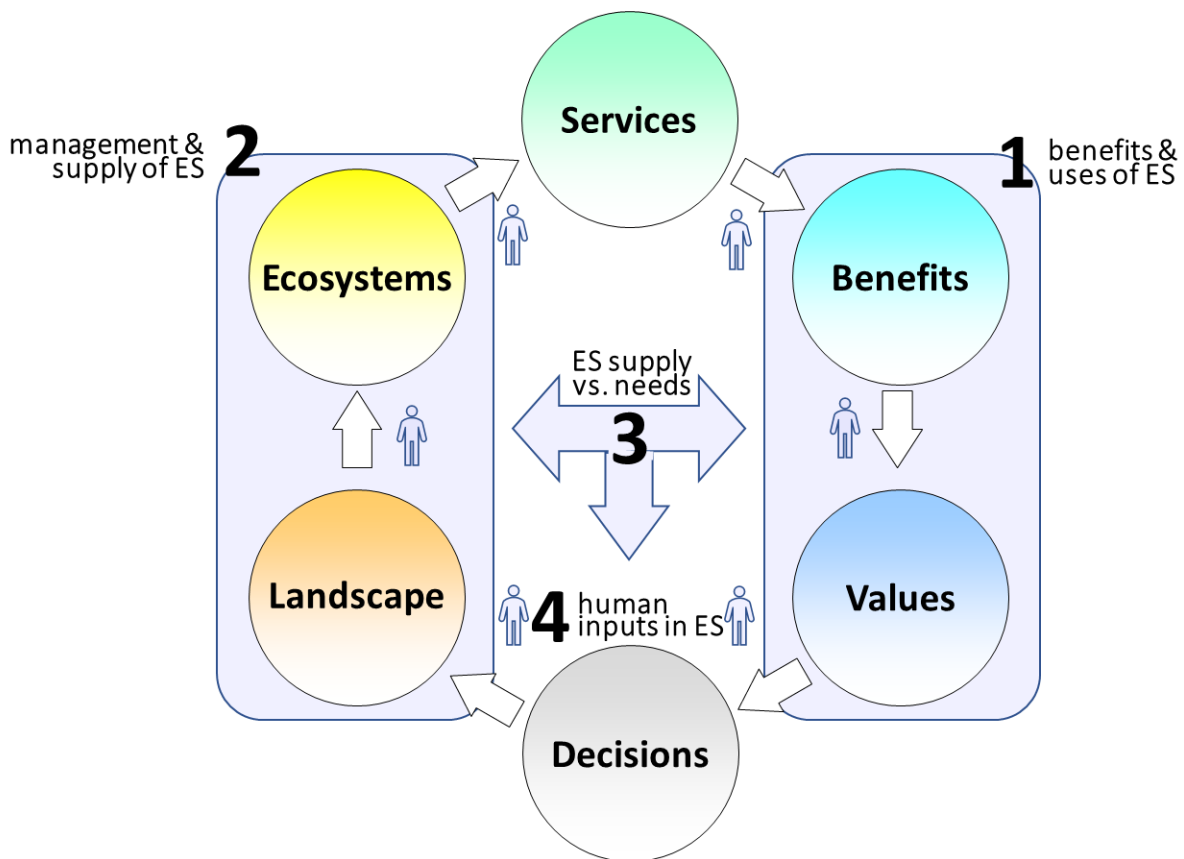 Services
management &
supply of ES
2
1
benefits &
uses of ES
Ecosystems
Benefits
ES supply
vs. needs
3
Landscape
Values
4
human
inputs in ES
Decisions